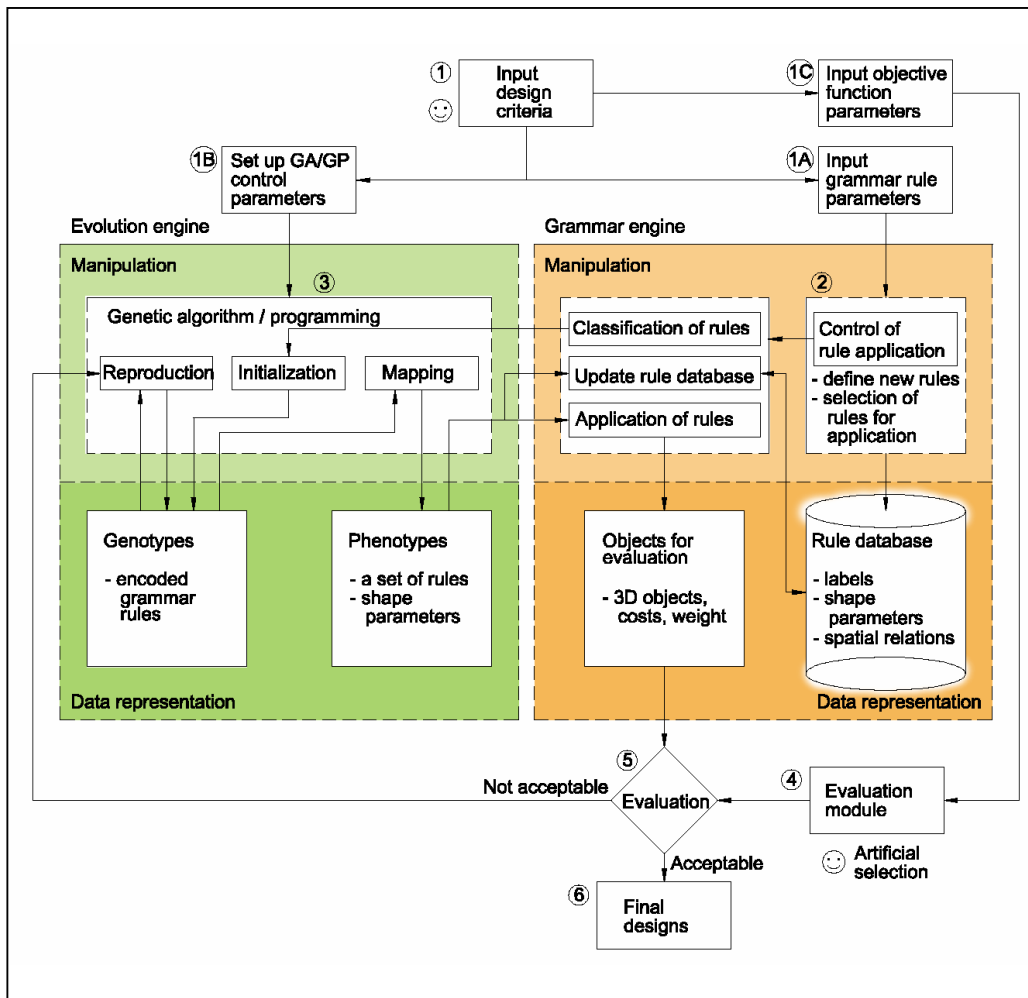 1
Input
design
criteria
1C
Input objective
function
parameters
1B
Set up GA/GP
control
parameters
1A
Input
grammar rule
parameters
Evolution engine
Manipulation
3
Genetic algorithm / programming
Reproduction
Initialization
Mapping
Genotypes
- encoded
grammar
rules
Phenotypes
- a set of rules
- shape
parameters
Data representation
Grammar engine
Manipulation
2
Classification of rules
Update rule database
Application of rules
Control of
rule application
- define new rules
- selection of
rules for
application
Objects for
evaluation
- 3D objects,
costs, weight
Rule database
- labels
- shape
parameters
- spatial relations
Data representation
5
Not acceptable
Evaluation
4
Evaluation
module
Artificial
selection
Acceptable
6
Final
designs